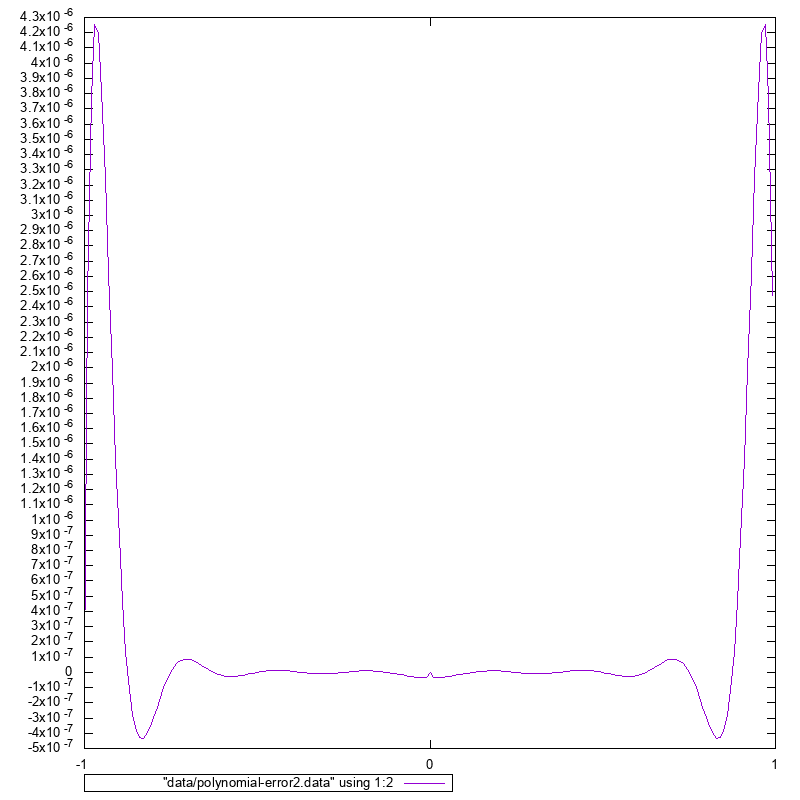 4.3x10 -6
4.2x10 -6
4.1x10 -6
4x10 -6
3.9x10 -6
3.8x10 -6
3.7x10 -6
3.6x10 -6
3.5x10 -6
3.4x10 -6
3.3x10 -6
3.2x10 -6
3.1x10 -6
3x10 -6
2.9x10 -6
2.8x10 -6
2.7x10 -6
2.6x10 -6
2.5x10 -6
2.4x10 -6
2.3x10 -6
2.2x10 -6
2.1x10 -6
2x10 -6
1.9x10 -6
1.8x10 -6
1.7x10 -6
1.6x10 -6
1.5x10 -6
1.4x10 -6
1.3x10 -6
1.2x10 -6
1.1x10 -6
1x10 -6
9x10 -7
8x10 -7
7x10 -7
6x10 -7
5x10 -7
4x10 -7
3x10 -7
2x10 -7
1x10 -7
0
-1x10 -7
-2x10 -7
-3x10 -7
-4x10 -7
-5x10 -7
-1 0 1
"data/polynomial-error2.data" using 1:2